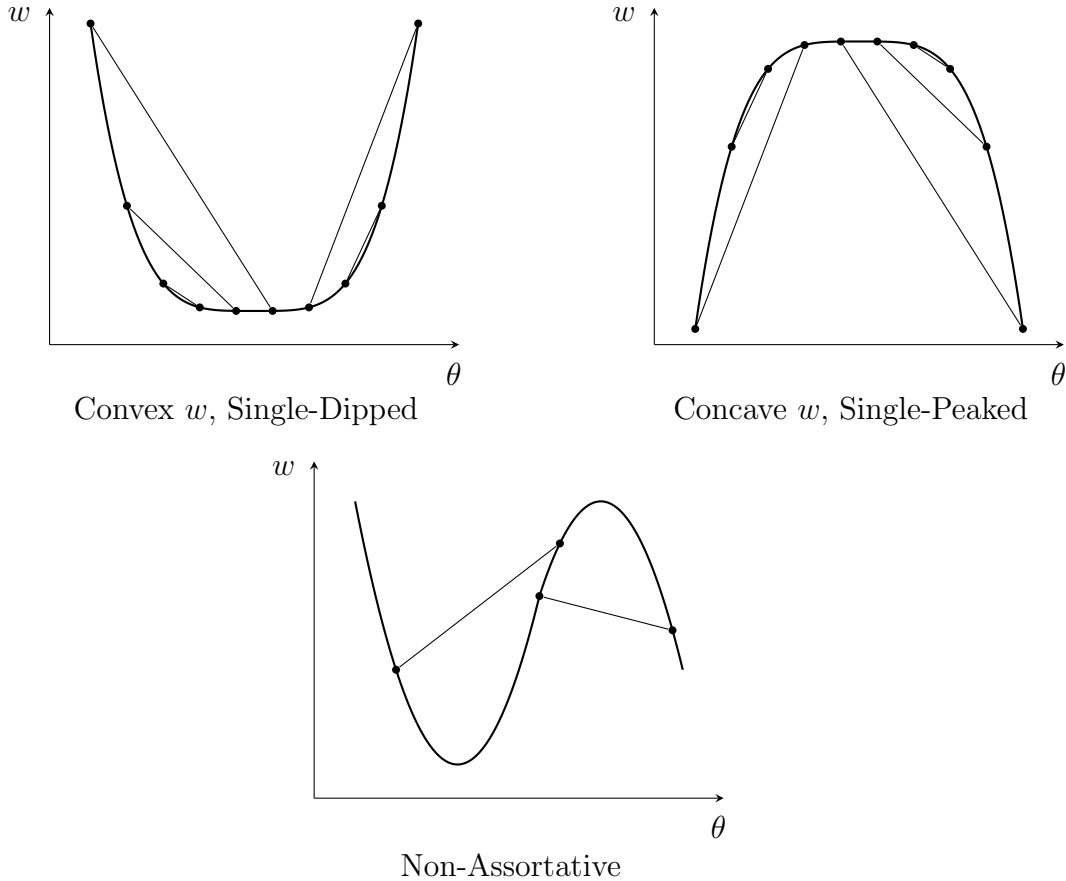 w
θ
Convex w, Single-Dipped
w
θ
Concave w, Single-Peaked
w
θ
Non-Assortative